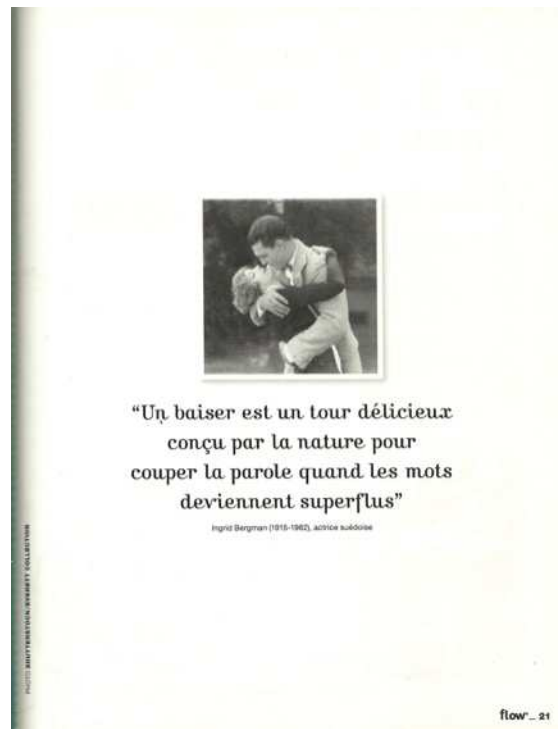 “Un baiser est un tour délicieux
conçu par la nature pour
couper la parole quand les mots
deviennent superflus”
Ingrid Bergman (1915-1982), actrice suédoise
PHOTO SHUTTERSTOCK/EVERETT COLLECTION
flow_ 21